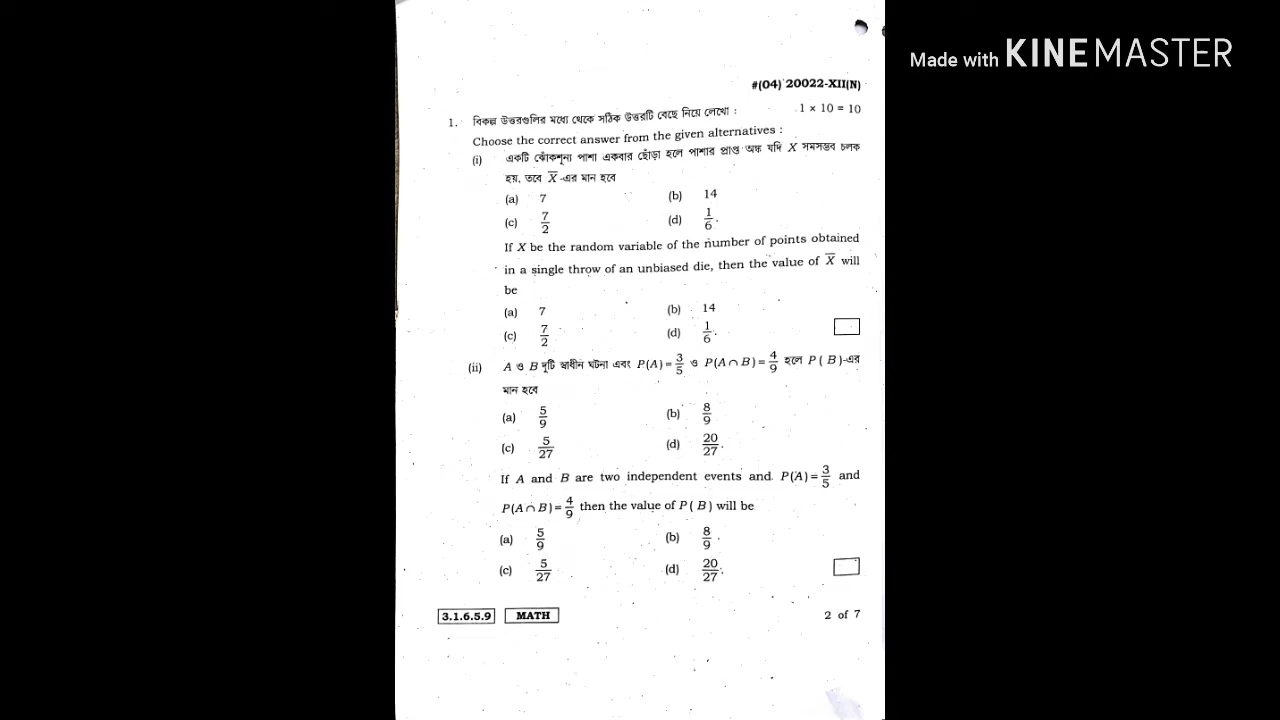 Made with KINEMASTER
#(04) 20022-XII(N)
1. বিকল্প উত্তরগুলির মধ্যে থেকে সঠিক উত্তরটি বেছে নিয়ে লেখো : 1 × 10 = 10
Choose the correct answer from the given alternatives :
(i) একটি ঝোঁকশূন্য পাশা একবার ছোঁড়া হলে পাশার প্রাপ্ত অঙ্ক যদি X সমসম্ভব চলক
হয়, তবে X̅ -এর মান হবে
(a) 7 (b) 14
(c) 7/2 (d) 1/6.
If X be the random variable of the number of points obtained
in a single throw of an unbiased die, then the value of X̅ will
be
(a) 7 (b) 14
(c) 7/2 (d) 1/6.
(ii) A ও B দুটি স্বাধীন ঘটনা এবং P(A) = 3/5 ও P(A ∩ B) = 4/9 হলে P ( B )-এর
মান হবে
(a) 5/9 (b) 8/9
(c) 5/27 (d) 20/27.
If A and B are two independent events and P(A) = 3/5 and
P(A ∩ B) = 4/9 then the value of P ( B ) will be
(a) 5/9 (b) 8/9
(c) 5/27 (d) 20/27.
3.1.6.5.9 MATH 2 of 7